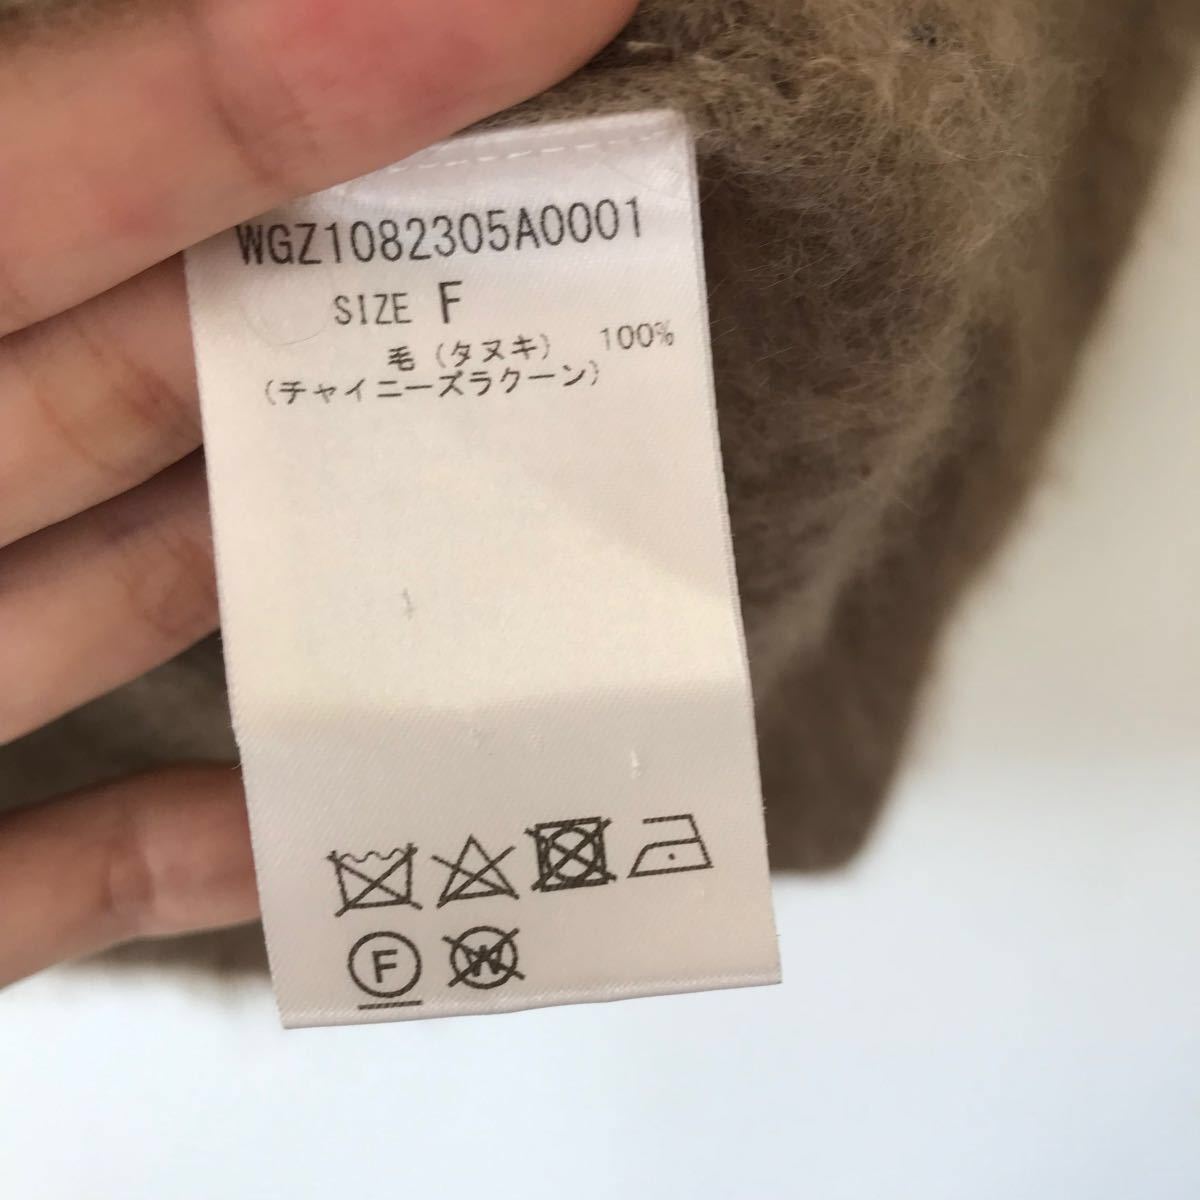 WGZ1082305A0001
SIZE F
毛(タヌキ) 100%
(チャイニーズラクーン)
F
W